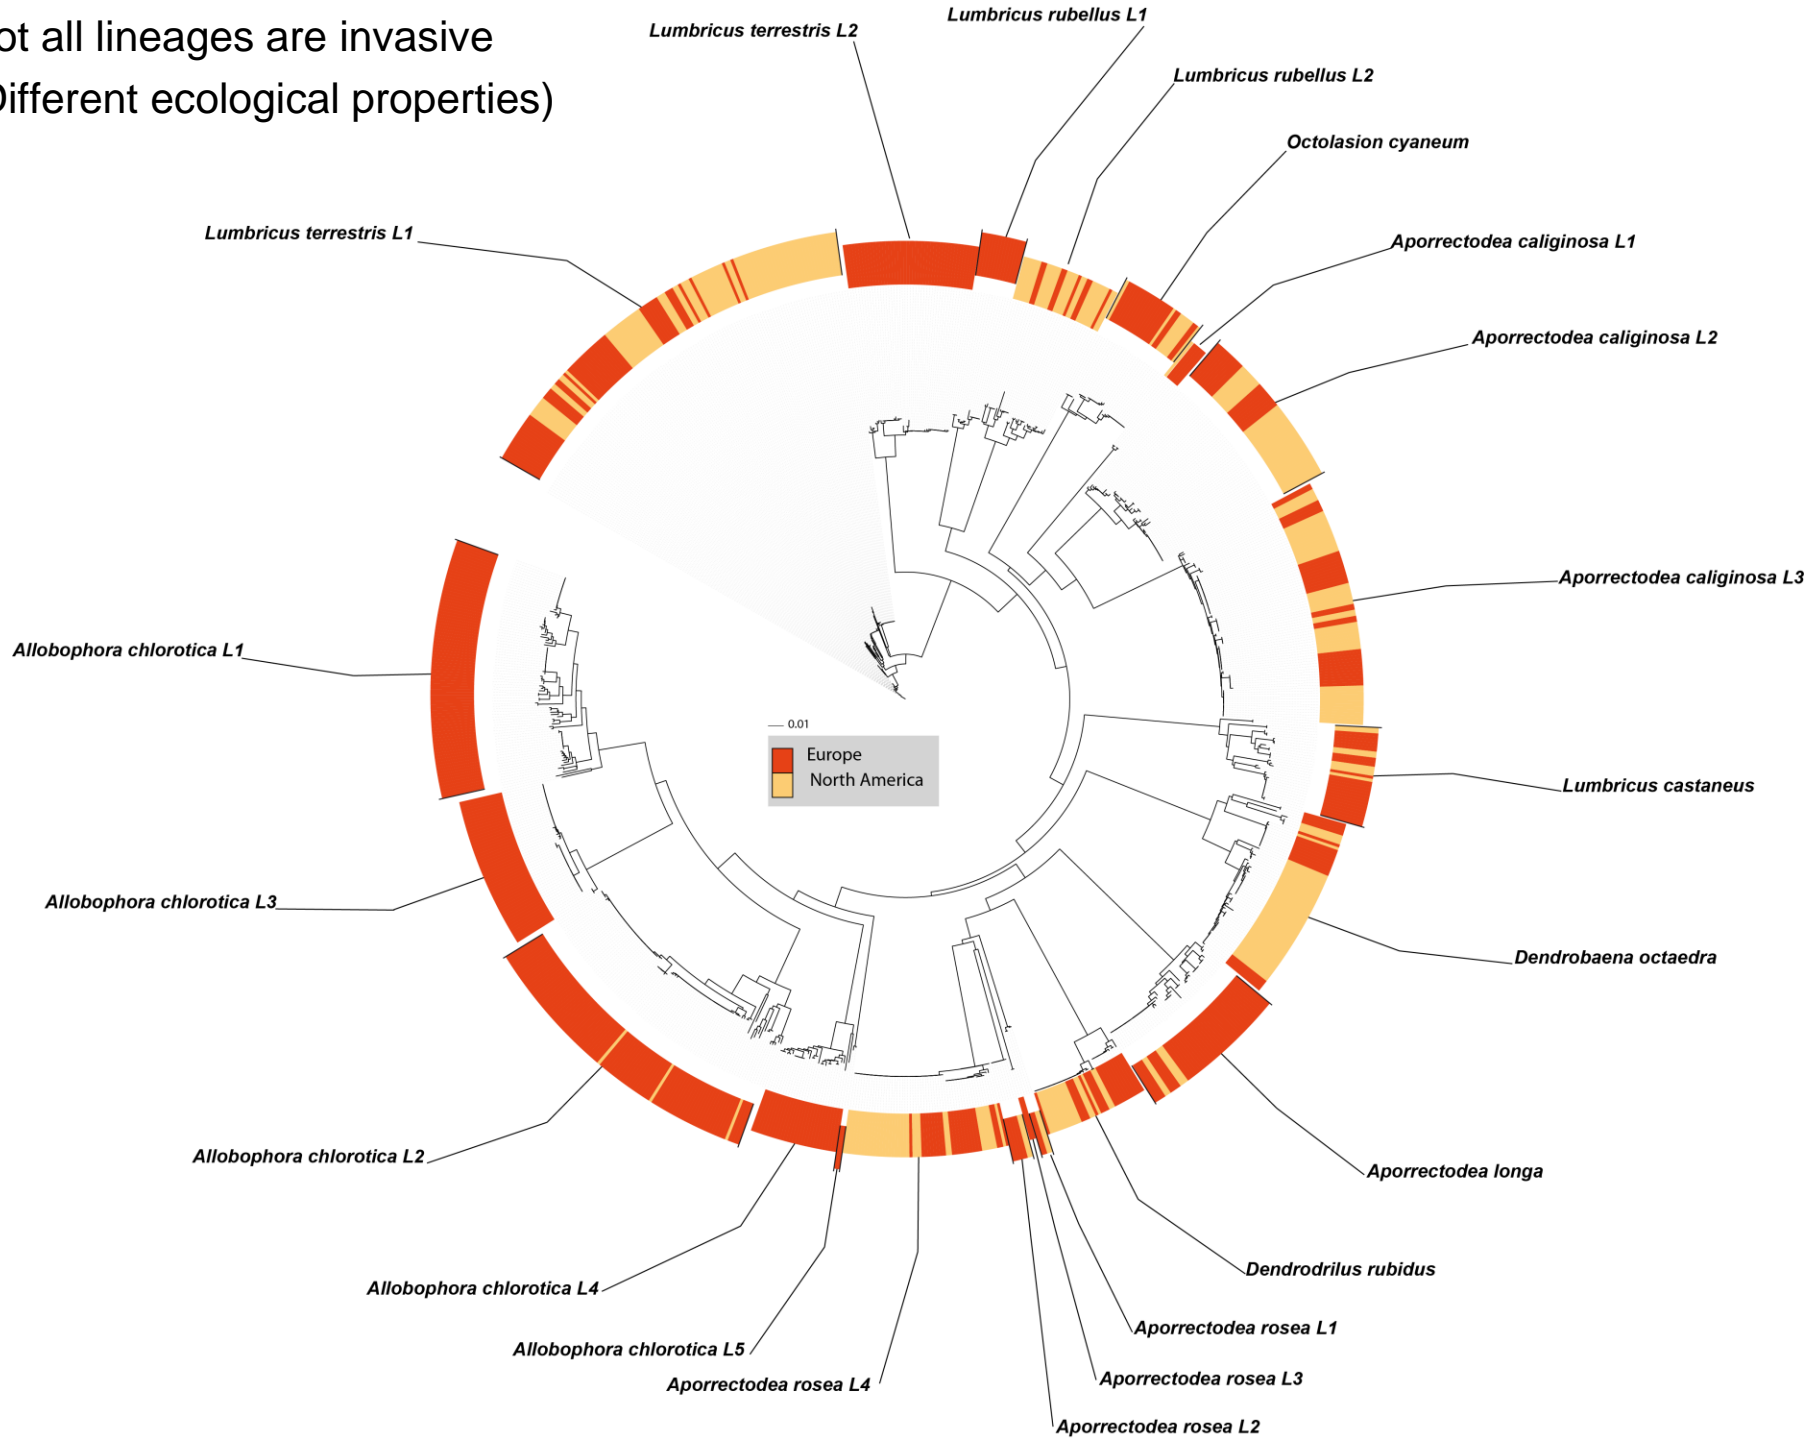 ot all lineages are invasive
Different ecological properties)
Lumbricus rubellus L1
Lumbricus terrestris L2
Lumbricus rubellus L2
Octolasion cyaneum
Lumbricus terrestris L1
Aporrectodea caliginosa L1
Aporrectodea caliginosa L2
Aporrectodea caliginosa L3
Allobophora chlorotica L1
0.01
Europe
North America
Lumbricus castaneus
Allobophora chlorotica L3
Dendrobaena octaedra
Allobophora chlorotica L2
Aporrectodea longa
Dendrodrilus rubidus
Allobophora chlorotica L4
Aporrectodea rosea L1
Allobophora chlorotica L5
Aporrectodea rosea L3
Aporrectodea rosea L4
Aporrectodea rosea L2